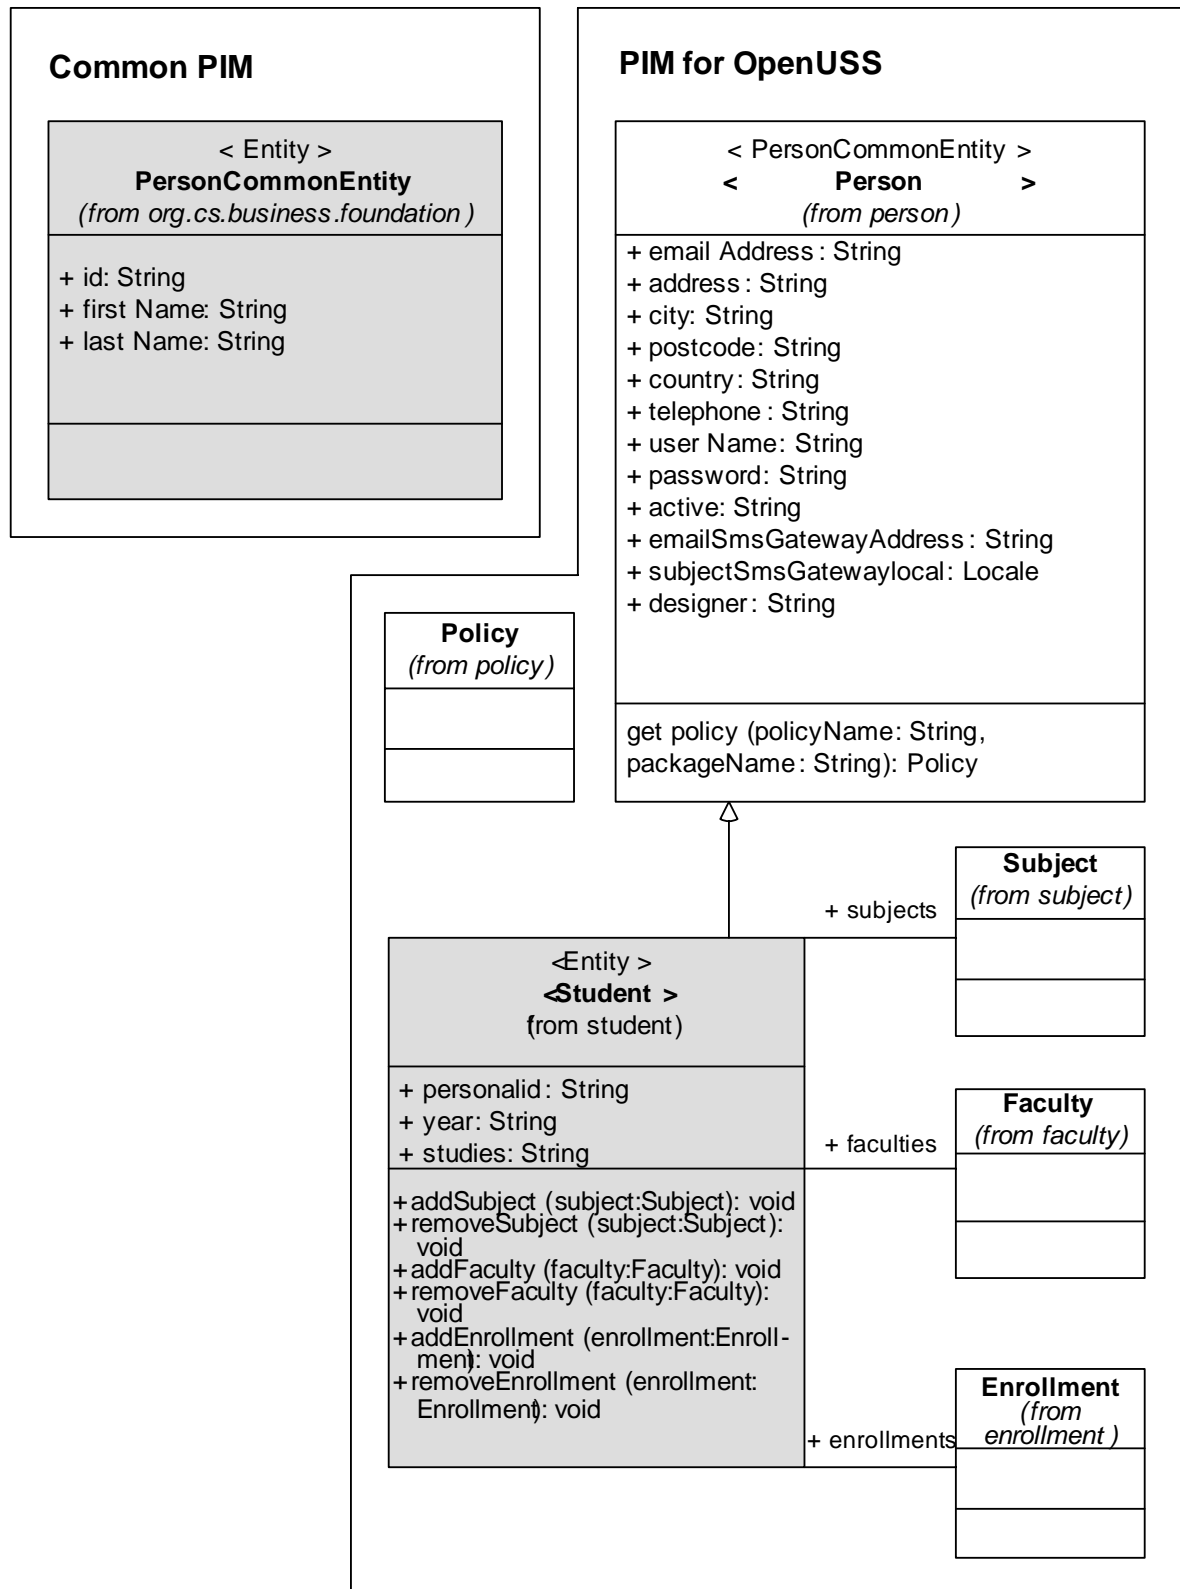 Common PIM
< Entity >
PersonCommonEntity
(from org.cs.business.foundation)
+ id: String
+ first Name: String
+ last Name: String
PIM for OpenUSS
< PersonCommonEntity >
< Person >
(from person)
+ email Address: String
+ address: String
+ city: String
+ postcode: String
+ country: String
+ telephone: String
+ user Name: String
+ password: String
+ active: String
+ emailSmsGatewayAddress: String
+ subjectSmsGatewaylocal: Locale
+ designer: String
get policy (policyName: String,
packageName: String): Policy
Policy
(from policy)
+ subjects
Subject
(from subject)
<Entity >
<Student >
(from student)
+ personalid: String
+ year: String
+ studies: String
+ addSubject (subject:Subject): void
+ removeSubject (subject:Subject):
void
+ addFaculty (faculty:Faculty): void
+ removeFaculty (faculty:Faculty):
void
+ addEnrollment (enrollment:Enroll-
ment): void
+ removeEnrollment (enrollment:
Enrollment): void
+ faculties
Faculty
(from faculty)
+ enrollments
Enrollment
(from
enrollment)